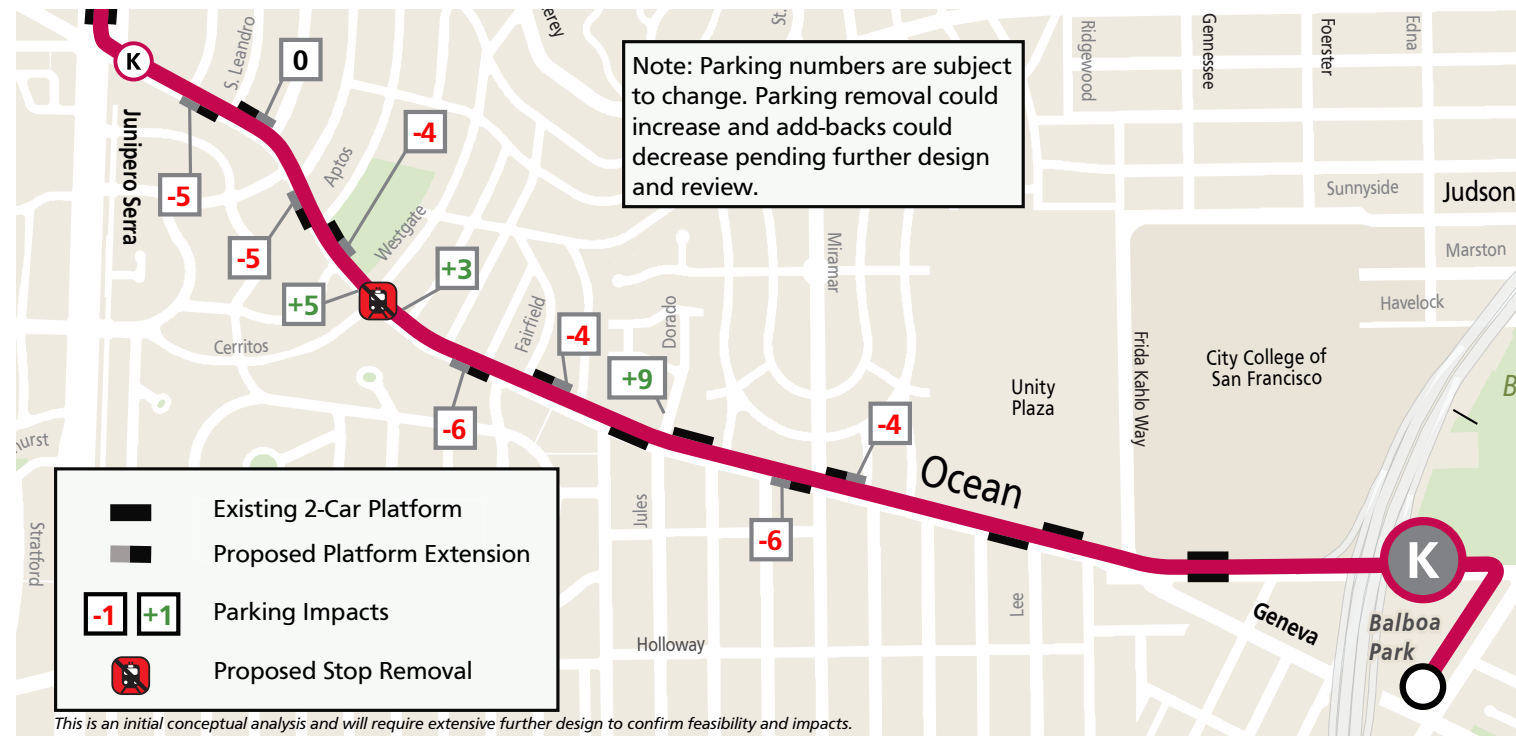 erey
St.
Ridgewood
Gennessee
Foerster
Edna
K
S. Leandro
0
Note: Parking numbers are subject
to change. Parking removal could
increase and add-backs could
decrease pending further design
and review.
Junipero Serra
-4
Aptos
-5
Sunnyside
Judson
Westgate
-5
Miramar
Marston
+3
+5
Havelock
Fairfield
Dorado
-4
Cerritos
Frida Kahlo Way
City College of
San Francisco
+9
Unity
Plaza
B
-6
-4
urst
Ocean
Existing 2-Car Platform
Jules
-6
Stratford
Proposed Platform Extension
K
Lee
-1
+1
Parking Impacts
Geneva
Balboa
Park
Holloway
Proposed Stop Removal
This is an initial conceptual analysis and will require extensive further design to confirm feasibility and impacts.